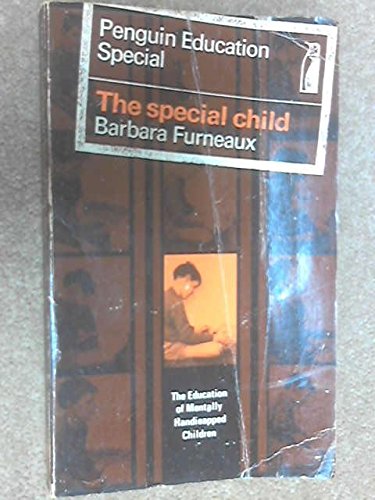 Penguin Education
Special
The special child
Barbara Furneaux
The Education
of Mentally
Handicapped
Children